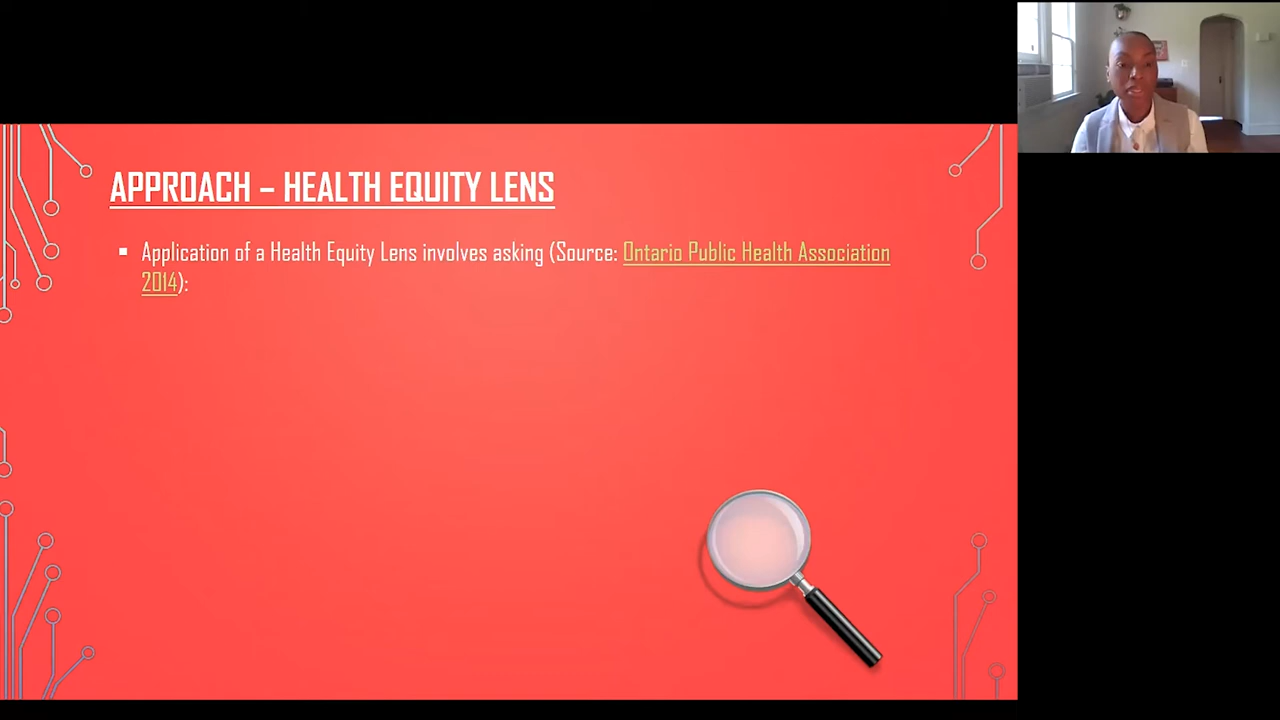 APPROACH – HEALTH EQUITY LENS
▪ Application of a Health Equity Lens involves asking (Source: Ontario Public Health Association
2014):